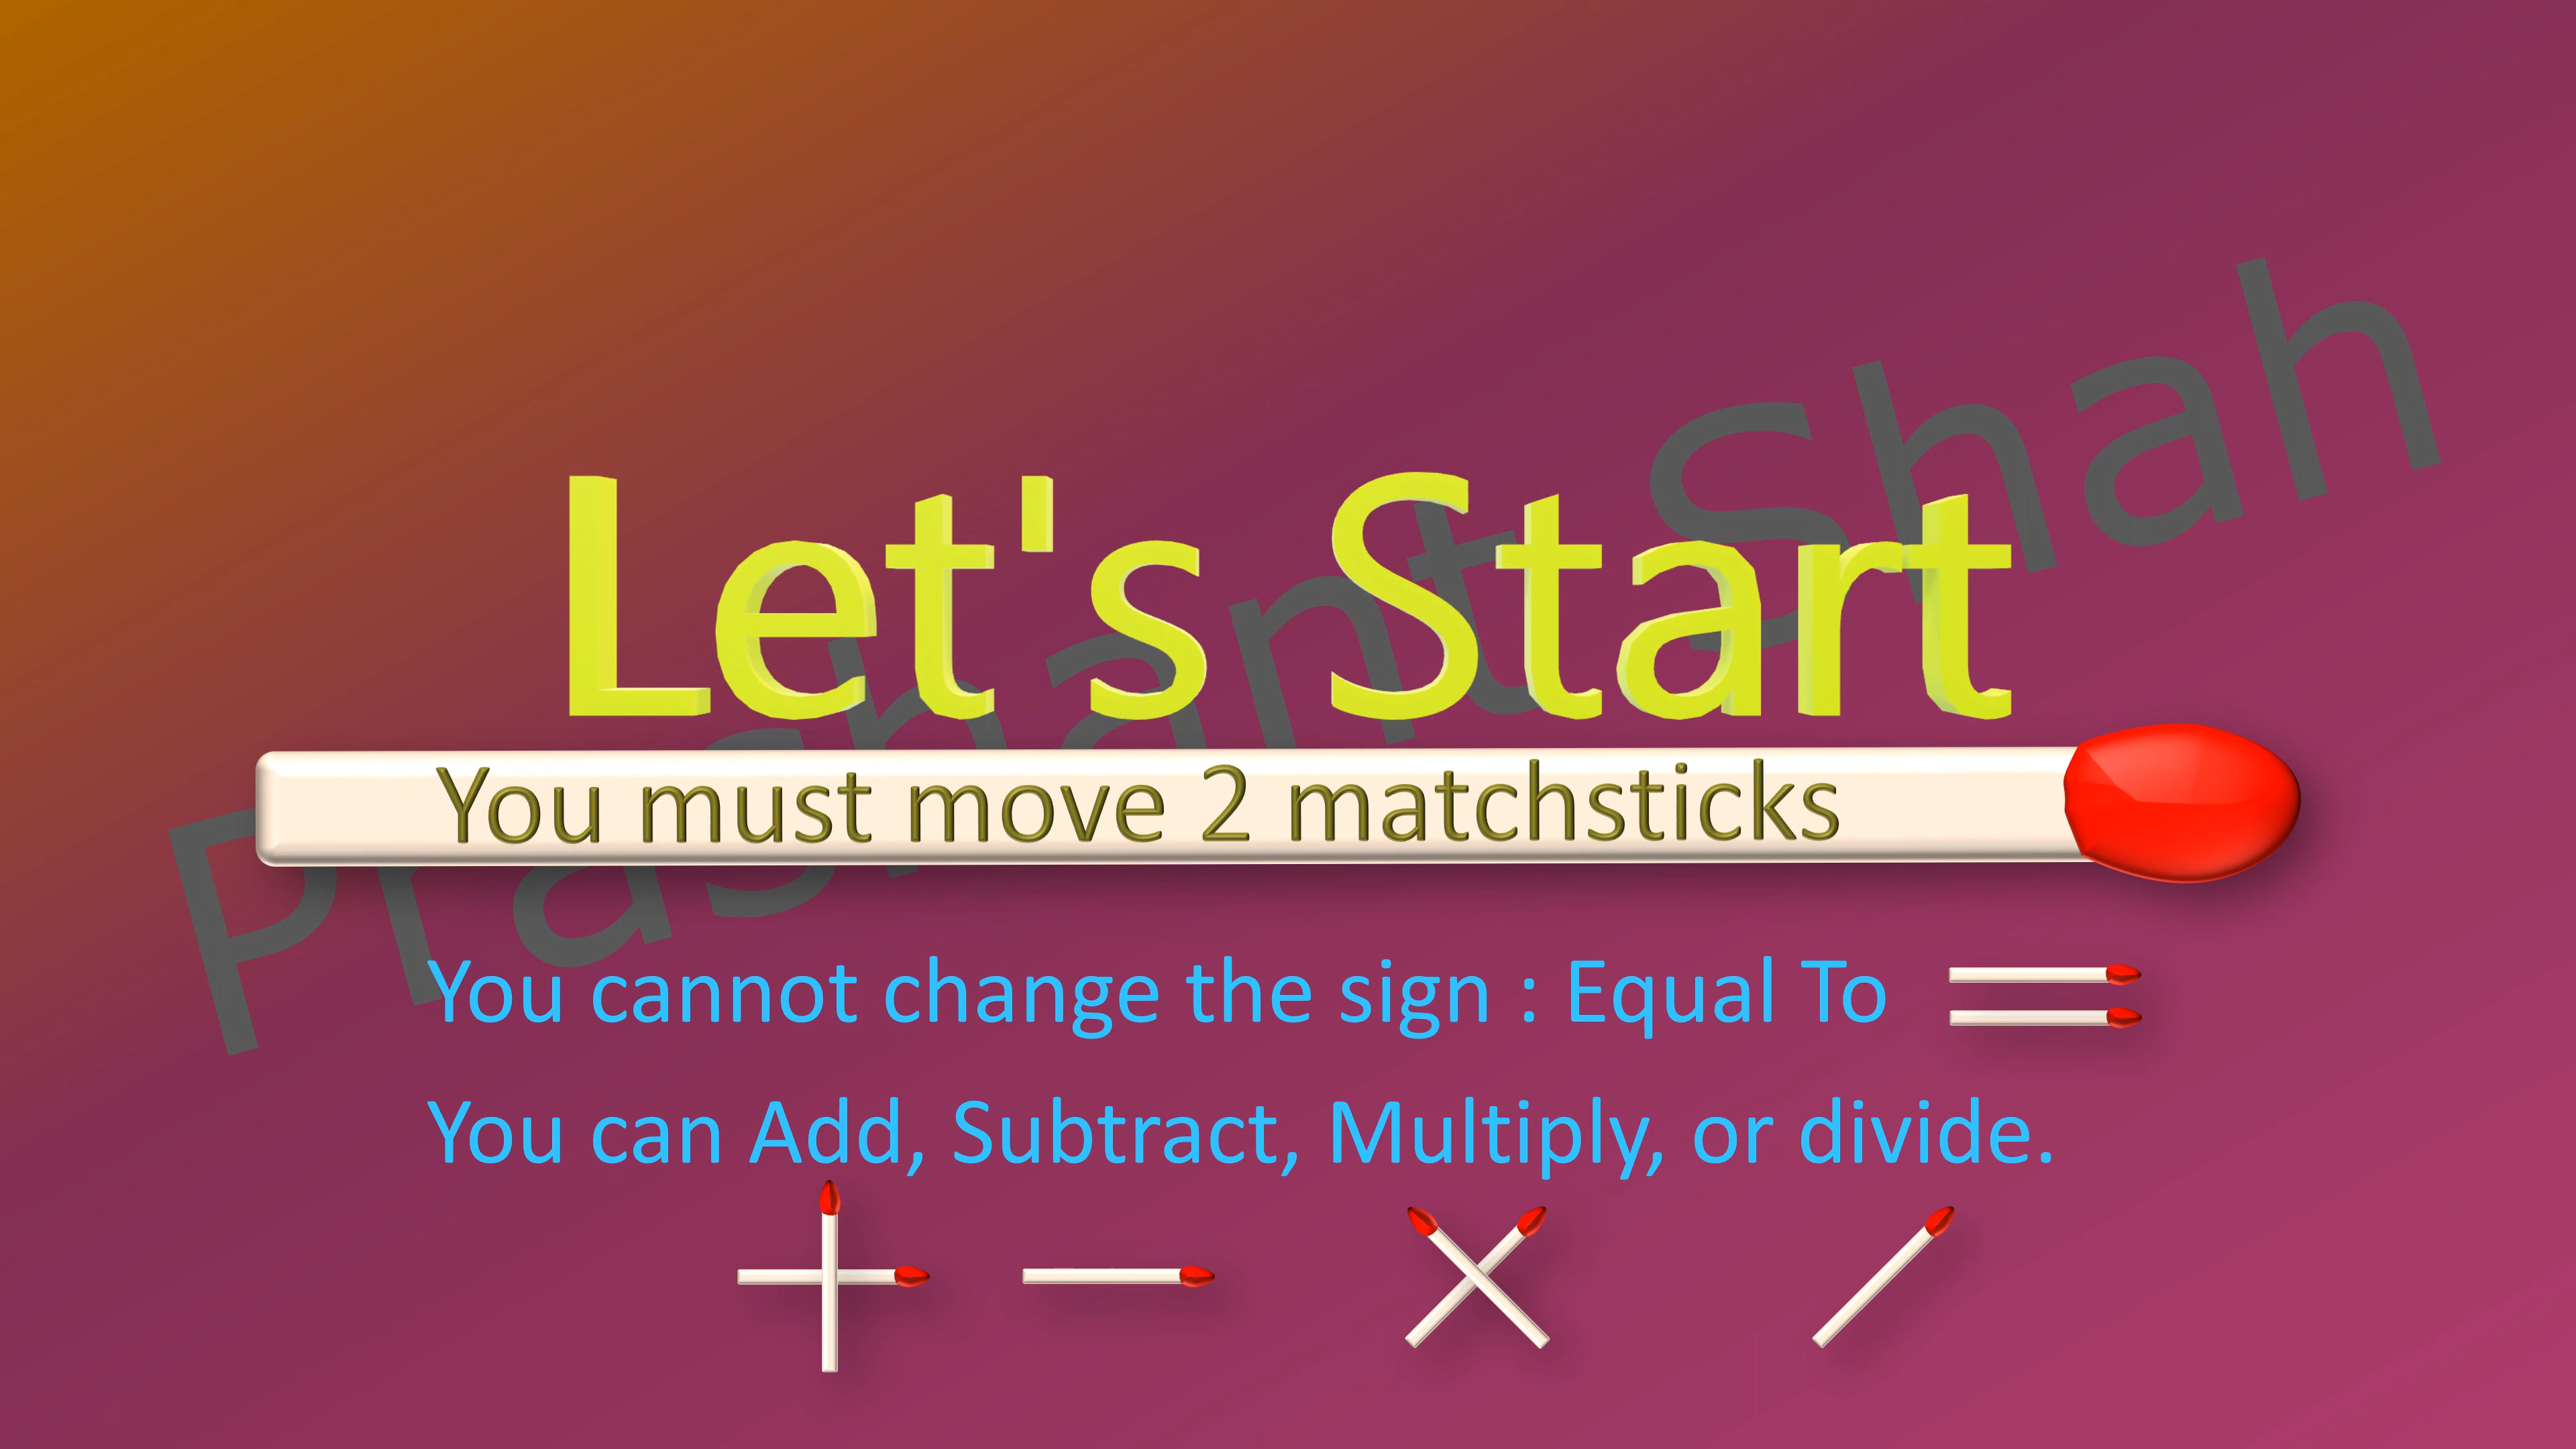 Let's Start
Prashant Shah
You must move 2 matchsticks
You cannot change the sign : Equal To
You can Add, Subtract, Multiply, or divide.